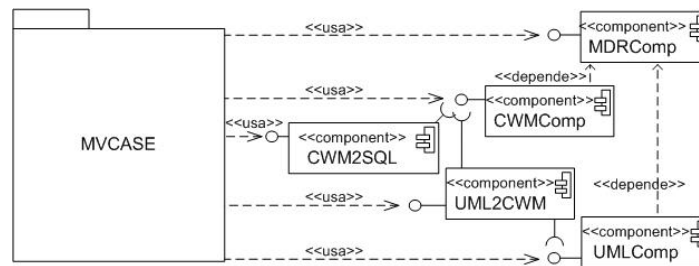 <<usa>>
<<component>>
MDRComp
<<depende>>
<<usa>>
<<component>>
CWMComp
<<usa>>
<<component>>
CWM2SQL
MVCASE
<<component>>
UML2CWM
<<depende>>
<<usa>>
<<component>>
UMLComp
<<usa>>